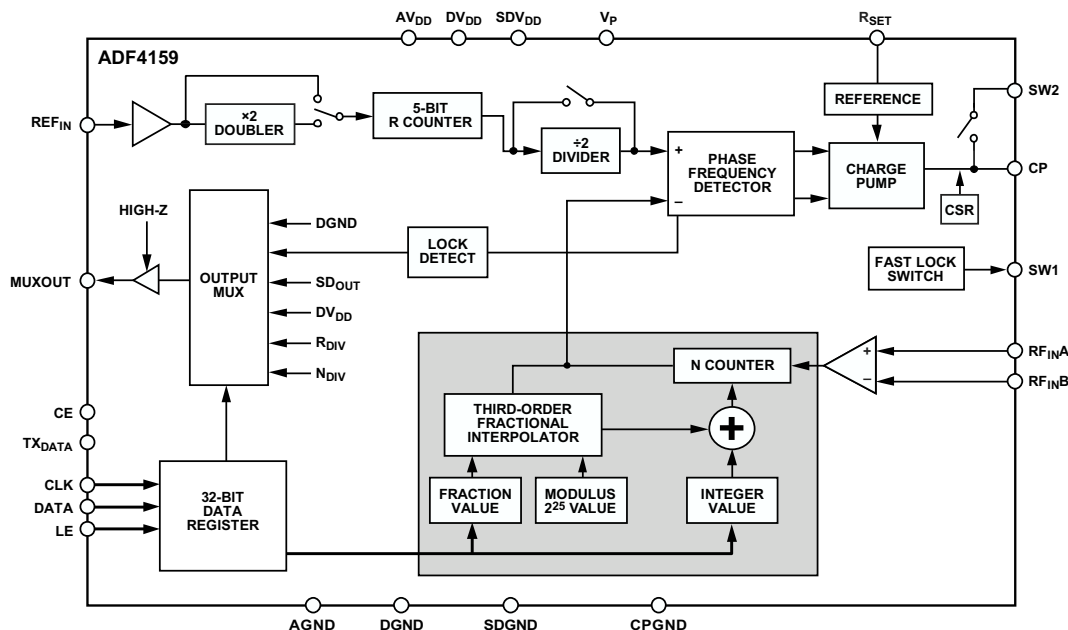 AVDD DVDD SDVDD VP RSET
ADF4159
REFIN
×2
DOUBLER
5-BIT
R COUNTER
÷2
DIVIDER
+
−
PHASE
FREQUENCY
DETECTOR
REFERENCE
CHARGE
PUMP
SW2
CP
CSR
HIGH-Z
MUXOUT
OUTPUT
MUX
DGND
LOCK
DETECT
SDOUT
DVDD
RDIV
NDIV
FAST LOCK
SWITCH
SW1
N COUNTER
+
−
RFINA
RFINB
THIRD-ORDER
FRACTIONAL
INTERPOLATOR
+
CE
TXDATA
CLK
DATA
LE
32-BIT
DATA
REGISTER
FRACTION
VALUE
MODULUS
2²⁵ VALUE
INTEGER
VALUE
AGND DGND SDGND CPGND